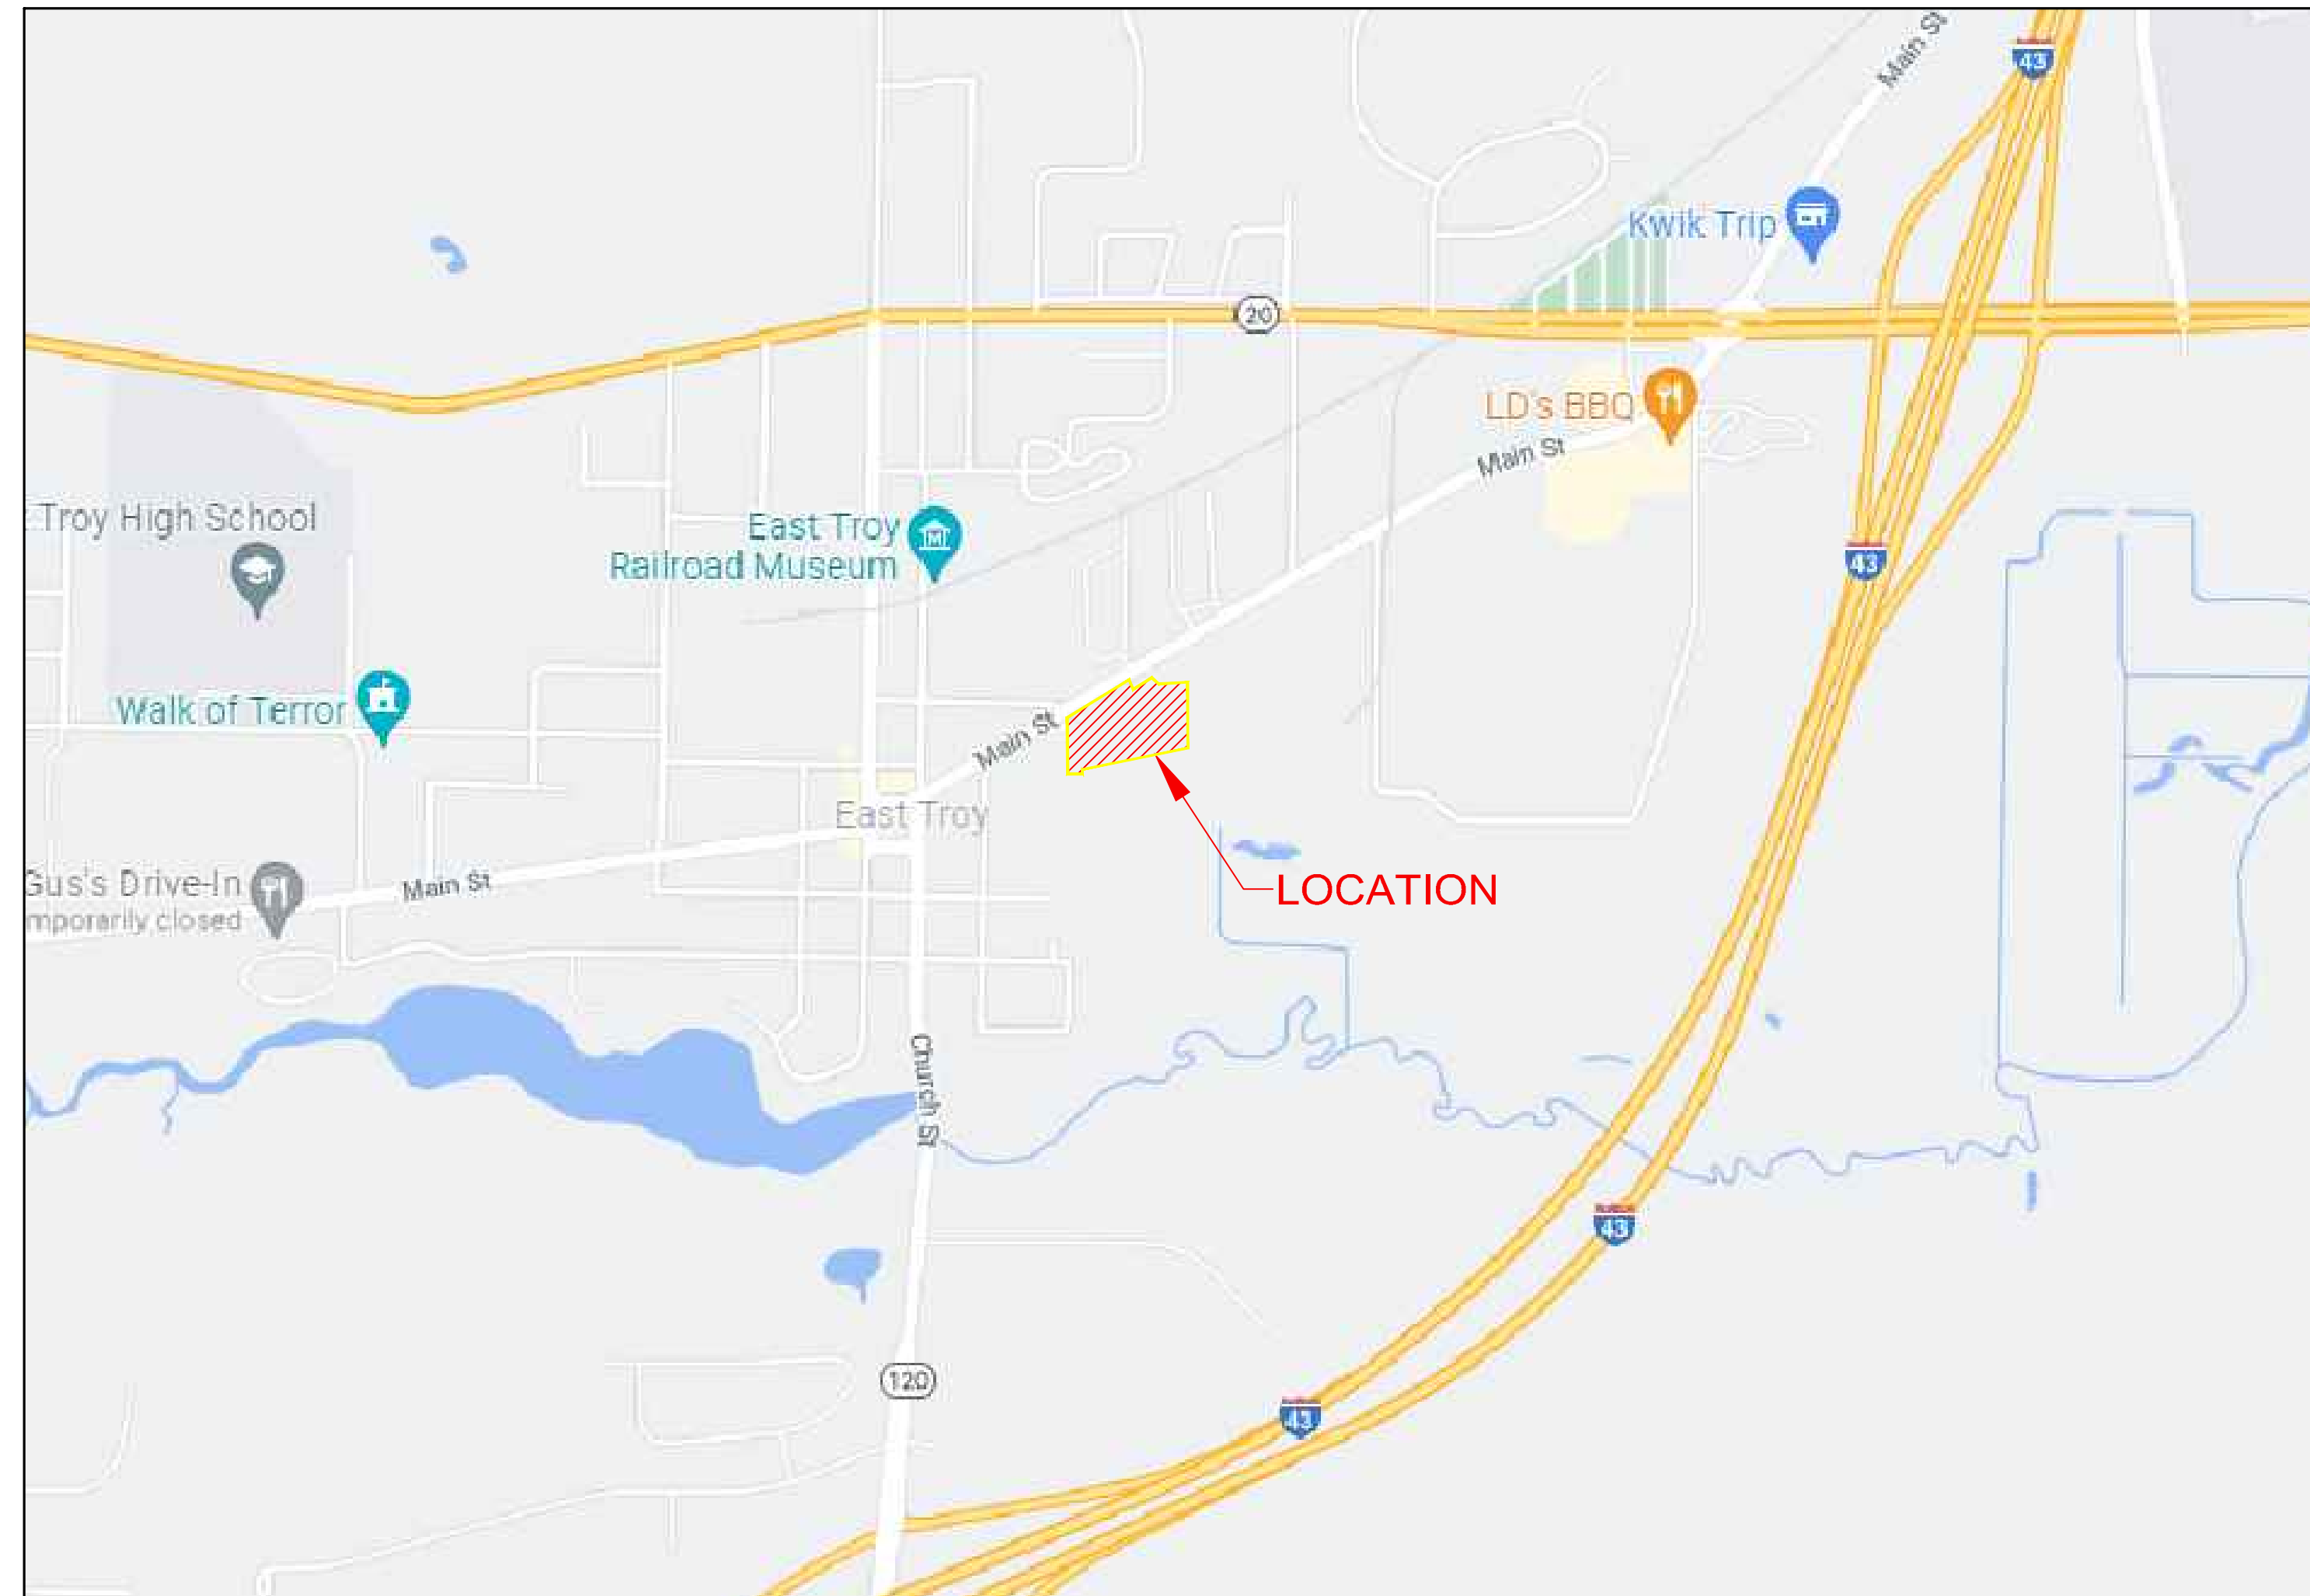 Main St
43
Kwik Trip
20
LD's BBQ
Main St
Troy High School
East Troy
Railroad Museum
43
Walk of Terror
Main St
East Troy
LOCATION
Gus's Drive-In
mporarily closed
Main St
Church St
43
120
43